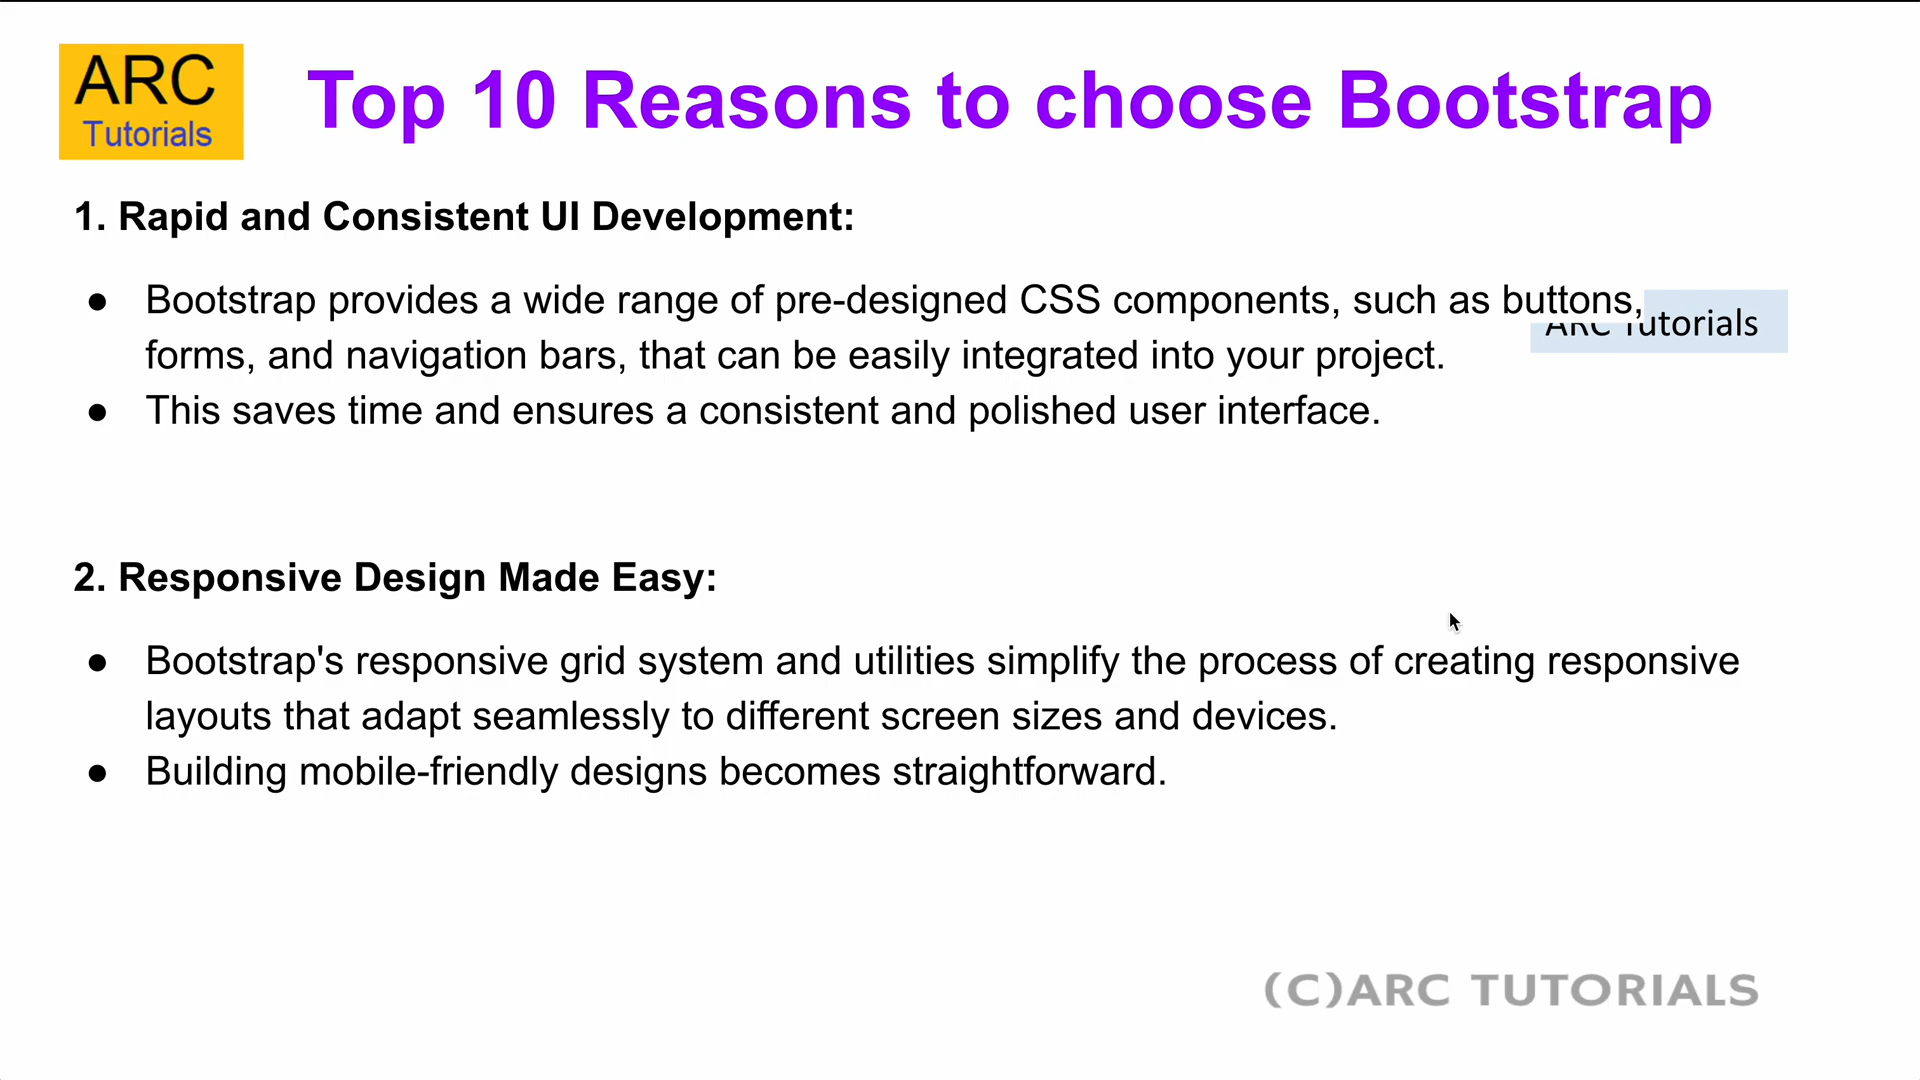 ARC
Tutorials
Top 10 Reasons to choose Bootstrap
1. Rapid and Consistent UI Development:
● Bootstrap provides a wide range of pre-designed CSS components, such as buttons,
ARC Tutorials
forms, and navigation bars, that can be easily integrated into your project.
● This saves time and ensures a consistent and polished user interface.
2. Responsive Design Made Easy:
● Bootstrap's responsive grid system and utilities simplify the process of creating responsive
layouts that adapt seamlessly to different screen sizes and devices.
● Building mobile-friendly designs becomes straightforward.
(C)ARC TUTORIALS